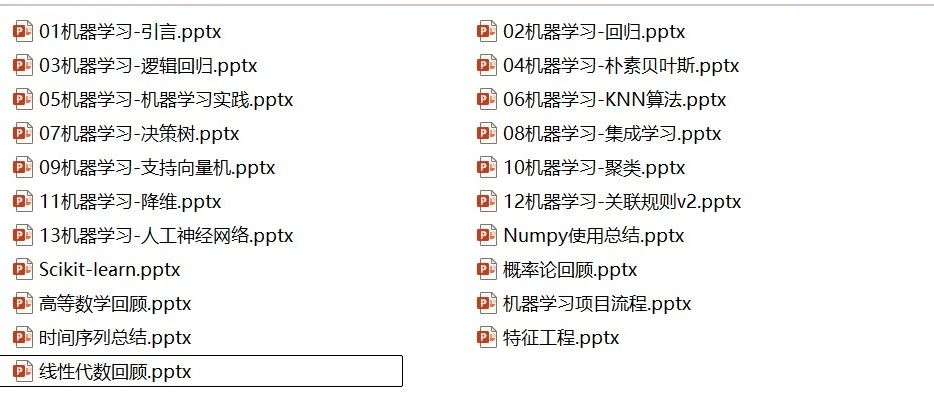 01机器学习-引言.pptx
02机器学习-回归.pptx
03机器学习-逻辑回归.pptx
04机器学习-朴素贝叶斯.pptx
05机器学习-机器学习实践.pptx
06机器学习-KNN算法.pptx
07机器学习-决策树.pptx
08机器学习-集成学习.pptx
09机器学习-支持向量机.pptx
10机器学习-聚类.pptx
11机器学习-降维.pptx
12机器学习-关联规则v2.pptx
13机器学习-人工神经网络.pptx
Numpy使用总结.pptx
Scikit-learn.pptx
概率论回顾.pptx
高等数学回顾.pptx
机器学习项目流程.pptx
时间序列总结.pptx
特征工程.pptx
线性代数回顾.pptx